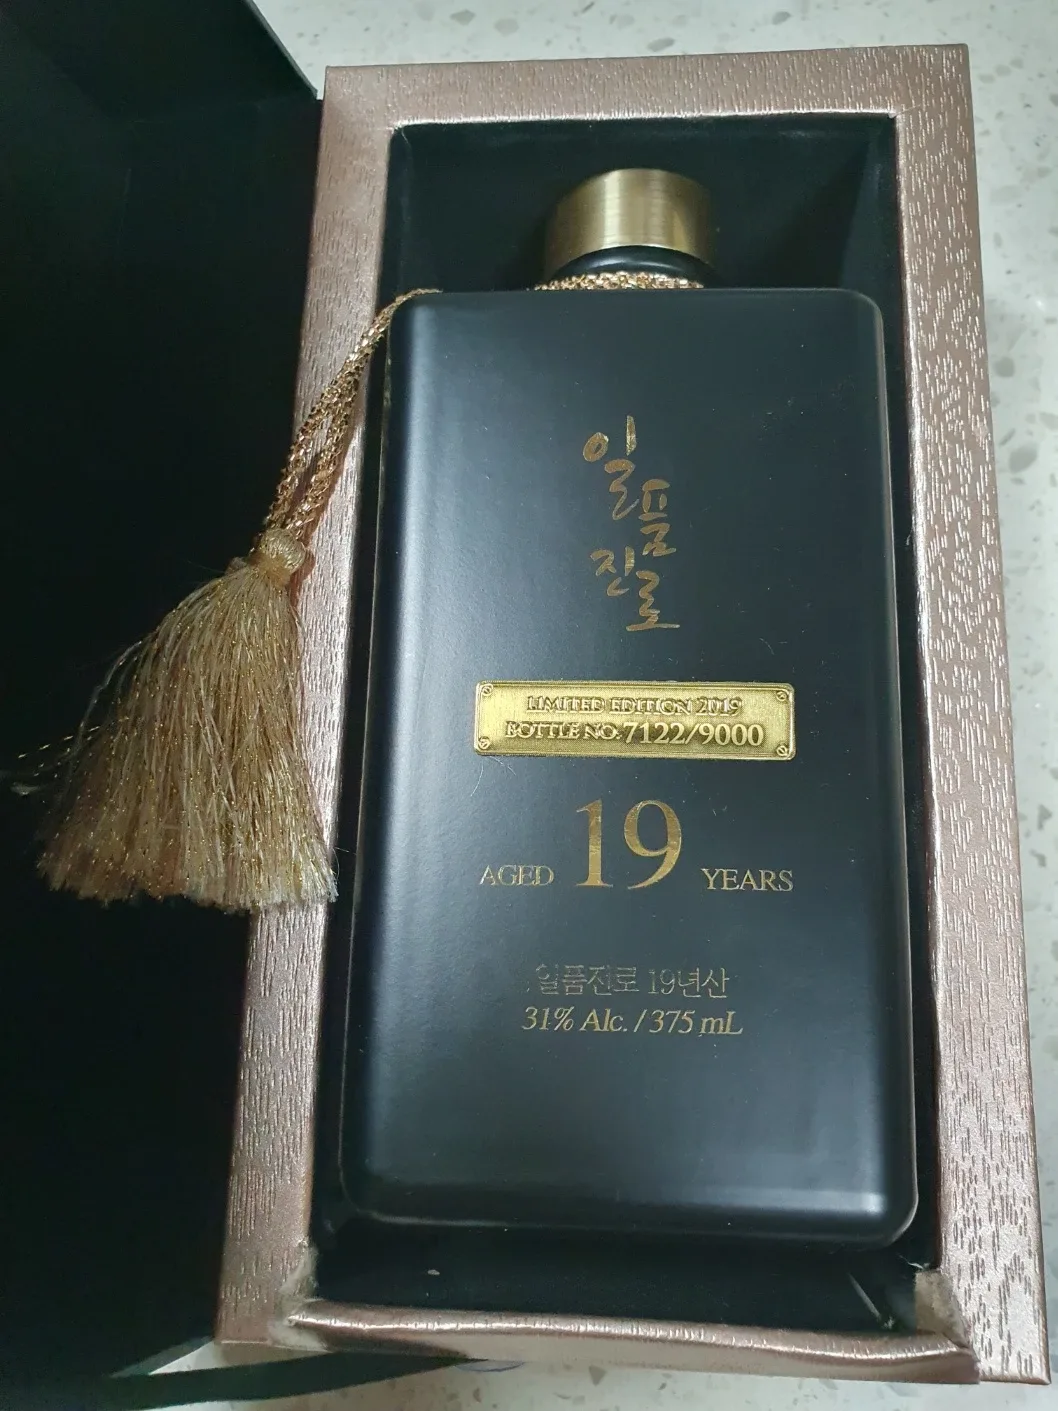 일품
진로
LIMITED EDITION 2019
BOTTLE NO. 7122/9000
AGED 19 YEARS
일품진로 19년산
31% Alc. / 375 mL